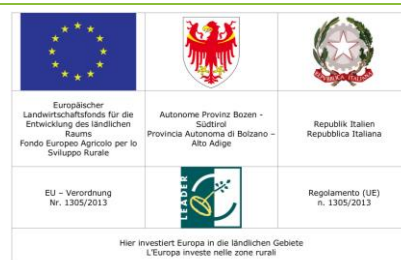 Europäischer
Landwirtschaftsfonds für die
Entwicklung des ländlichen
Raums
Fondo Europeo Agricolo per lo
Sviluppo Rurale
Autonome Provinz Bozen -
Südtirol
Provincia Autonoma di Bolzano –
Alto Adige
Republik Italien
Repubblica Italiana
EU – Verordnung
Nr. 1305/2013
LEADER
Regolamento (UE)
n. 1305/2013
Hier investiert Europa in die ländlichen Gebiete
L'Europa investe nelle zone rurali